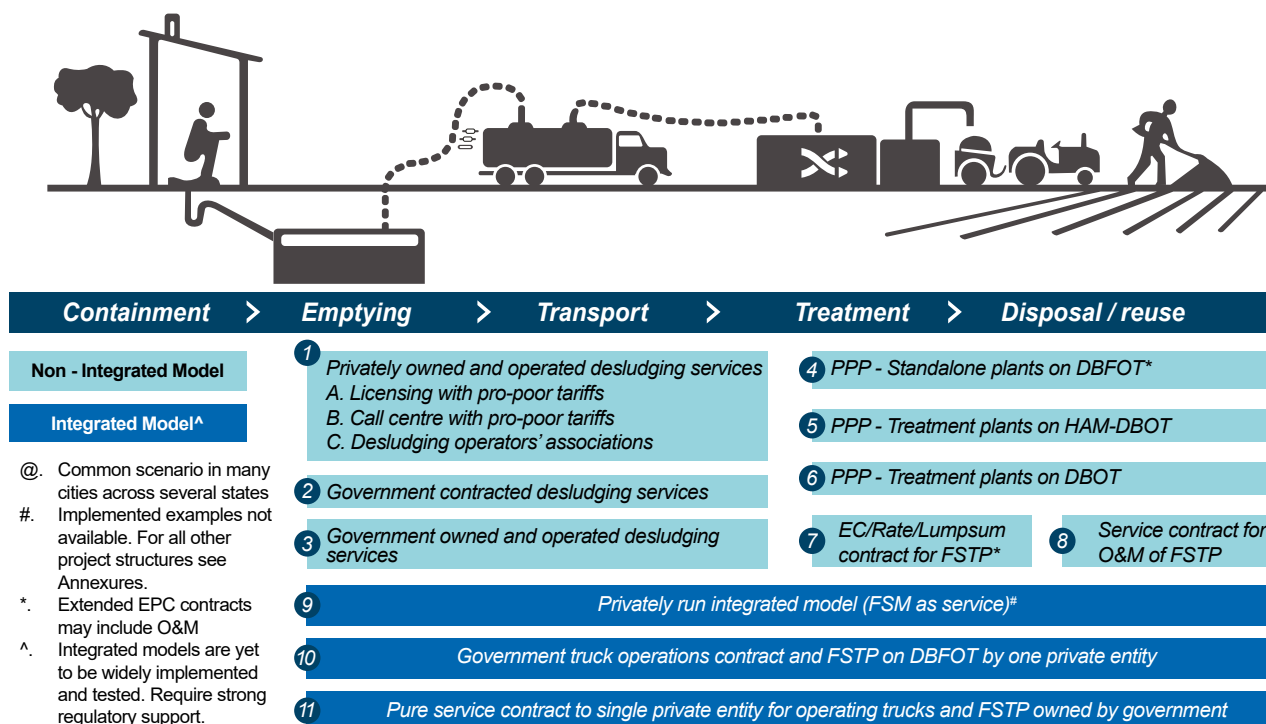 Containment > Emptying > Transport > Treatment > Disposal / reuse
Non - Integrated Model
Integrated Model^
@. Common scenario in many
cities across several states
#. Implemented examples not
available. For all other
project structures see
Annexures.
*. Extended EPC contracts
may include O&M
^. Integrated models are yet
to be widely implemented
and tested. Require strong
regulatory support.
1 Privately owned and operated desludging services
A. Licensing with pro-poor tariffs
B. Call centre with pro-poor tariffs
C. Desludging operators' associations
2 Government contracted desludging services
3 Government owned and operated desludging
services
4 PPP - Standalone plants on DBFOT*
5 PPP - Treatment plants on HAM-DBOT
6 PPP - Treatment plants on DBOT
7 EC/Rate/Lumpsum
contract for FSTP*
8 Service contract for
O&M of FSTP
9 Privately run integrated model (FSM as service)#
10 Government truck operations contract and FSTP on DBFOT by one private entity
11 Pure service contract to single private entity for operating trucks and FSTP owned by government